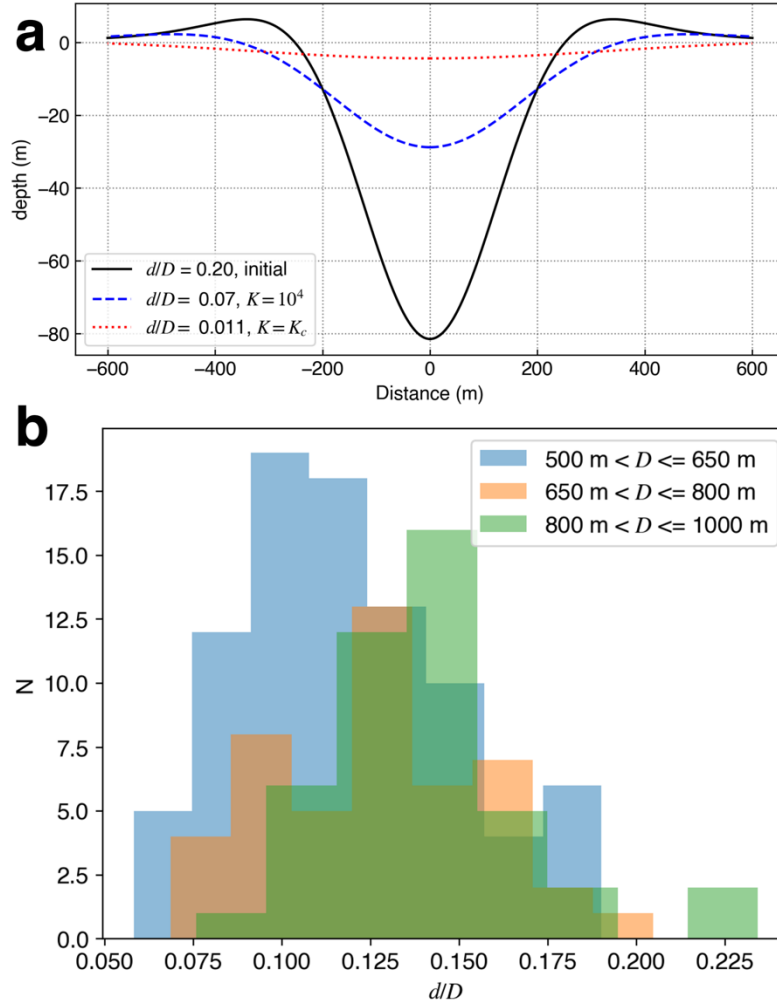 a
0
−20
−40
−60
−80
depth (m)
d/D = 0.20, initial
d/D = 0.07, K = 10⁴
d/D = 0.011, K = K_c
−600 −400 −200 0 200 400 600
Distance (m)
b
500 m < D <= 650 m
650 m < D <= 800 m
800 m < D <= 1000 m
17.5
15.0
12.5
10.0
7.5
5.0
2.5
0.0
N
0.050 0.075 0.100 0.125 0.150 0.175 0.200 0.225
d/D